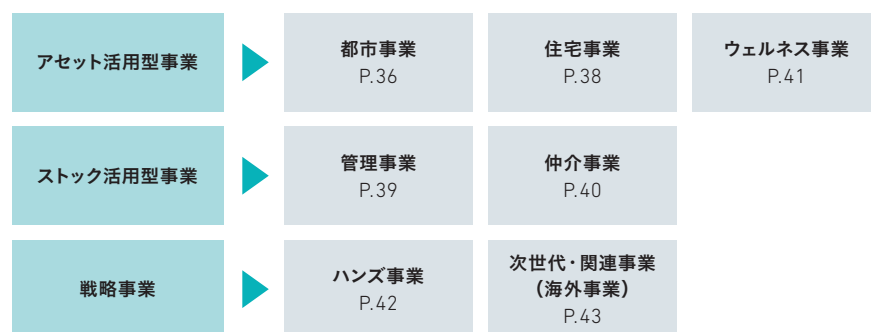 アセット活用型事業
都市事業
P.36
住宅事業
P.38
ウェルネス事業
P.41
ストック活用型事業
管理事業
P.39
仲介事業
P.40
戦略事業
ハンズ事業
P.42
次世代・関連事業
(海外事業)
P.43